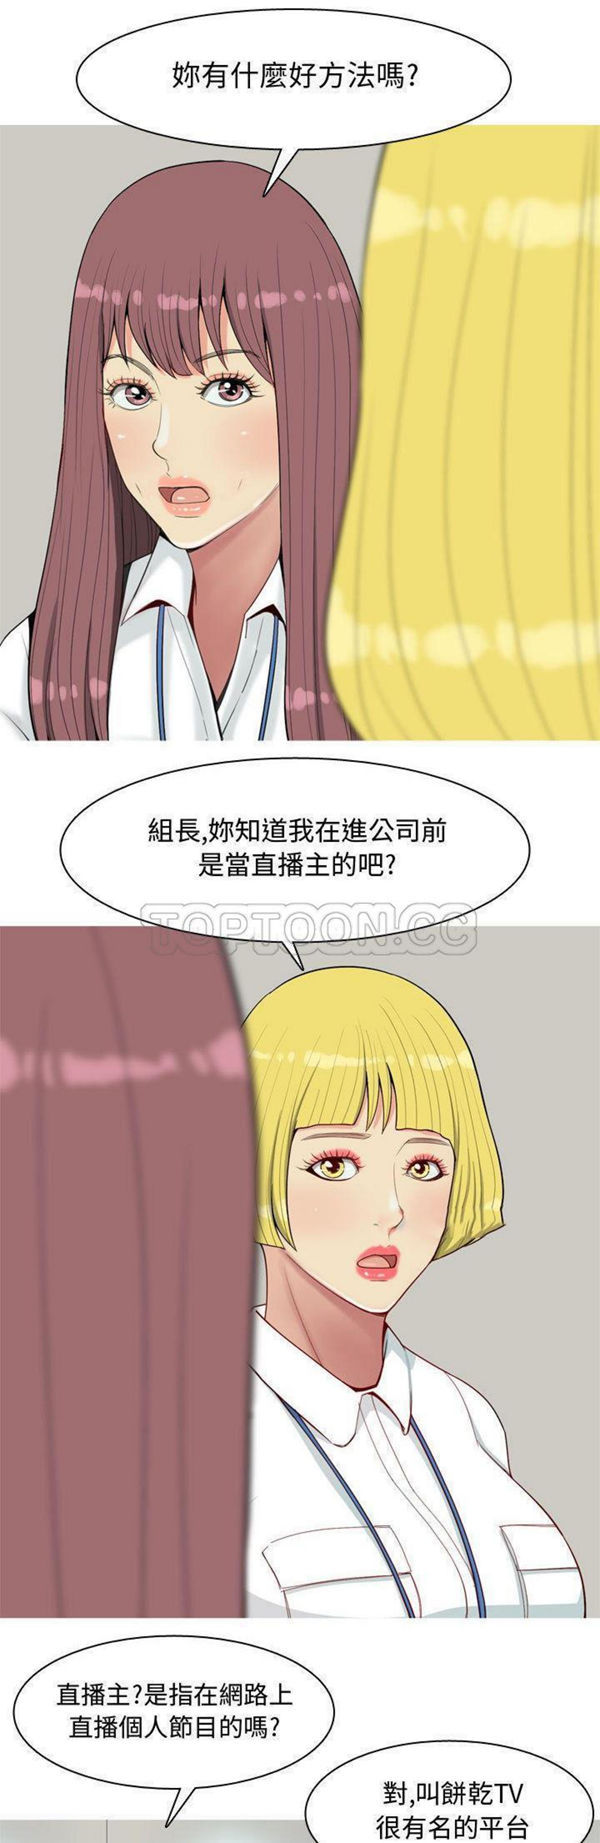 妳有什麼好方法嗎?
組長,妳知道我在進公司前
是當直播主的吧?
TOPTOON.CC
直播主?是指在網路上
直播個人節目的嗎?
對,叫餅乾TV
很有名的平台